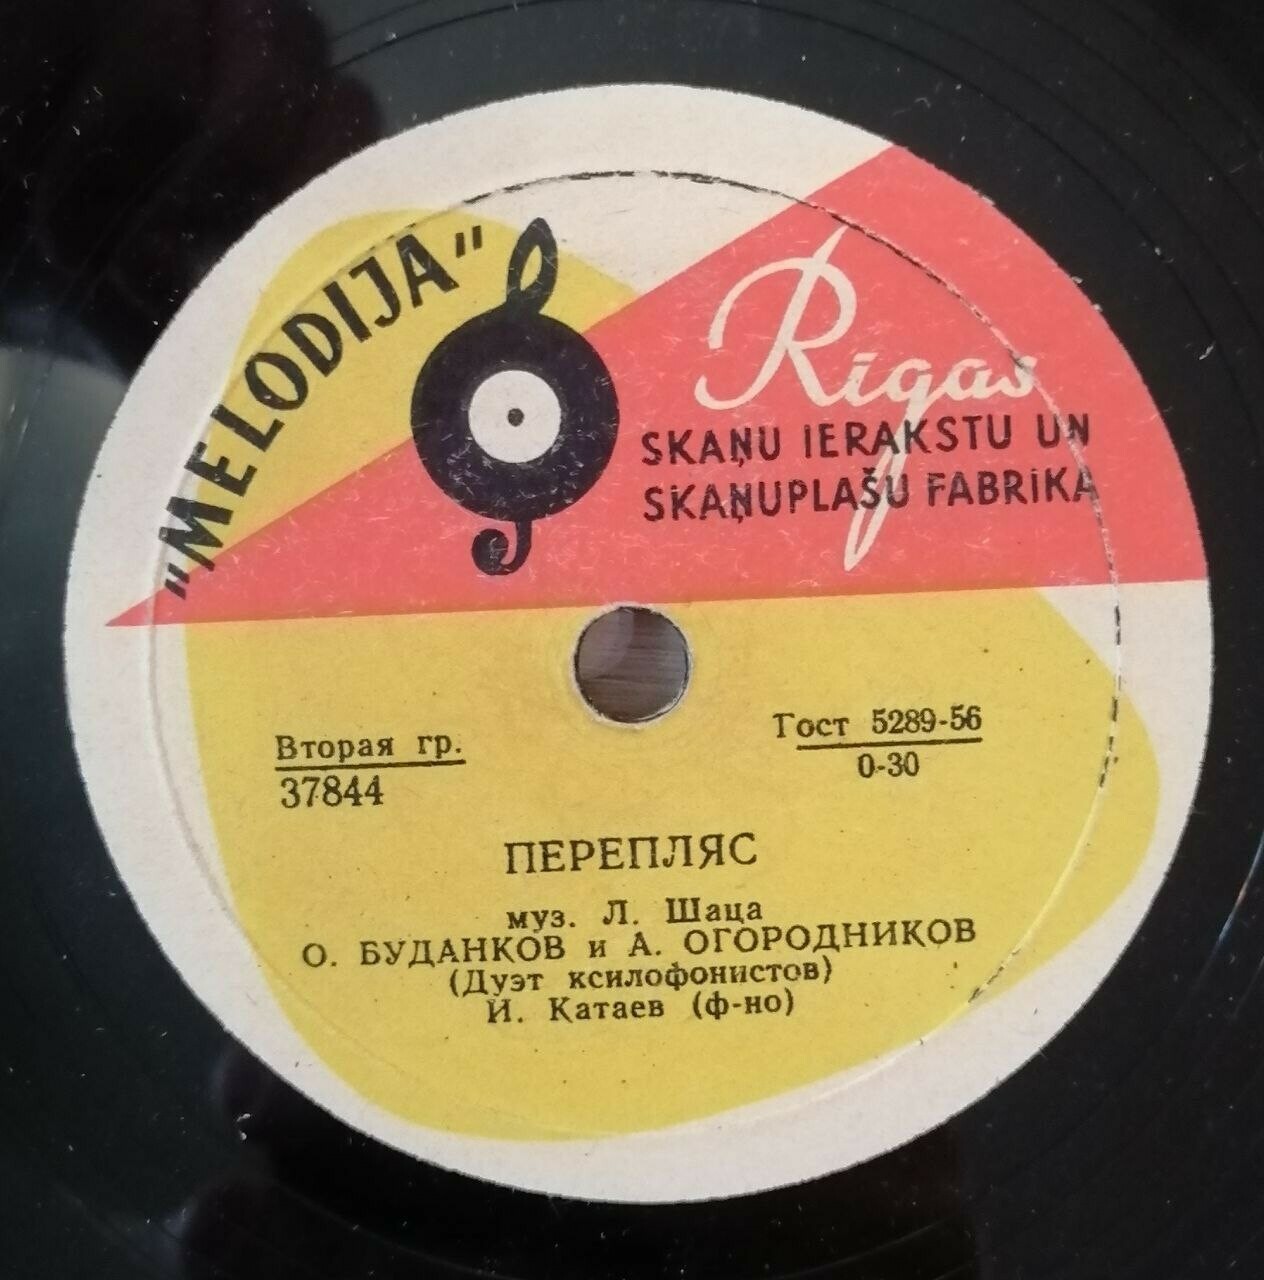 "MELODIJA"
Rīgas
SKAŅU IERAKSTU UN
SKAŅUPLAŠU FABRIKA
Вторая гр.
37844
Гост 5289-56
0-30
ПЕРЕПЛЯС
муз. Л. Шаца
О. БУДАНКОВ и А. ОГОРОДНИКОВ
(Дуэт ксилофонистов)
И. Катаев (ф-но)